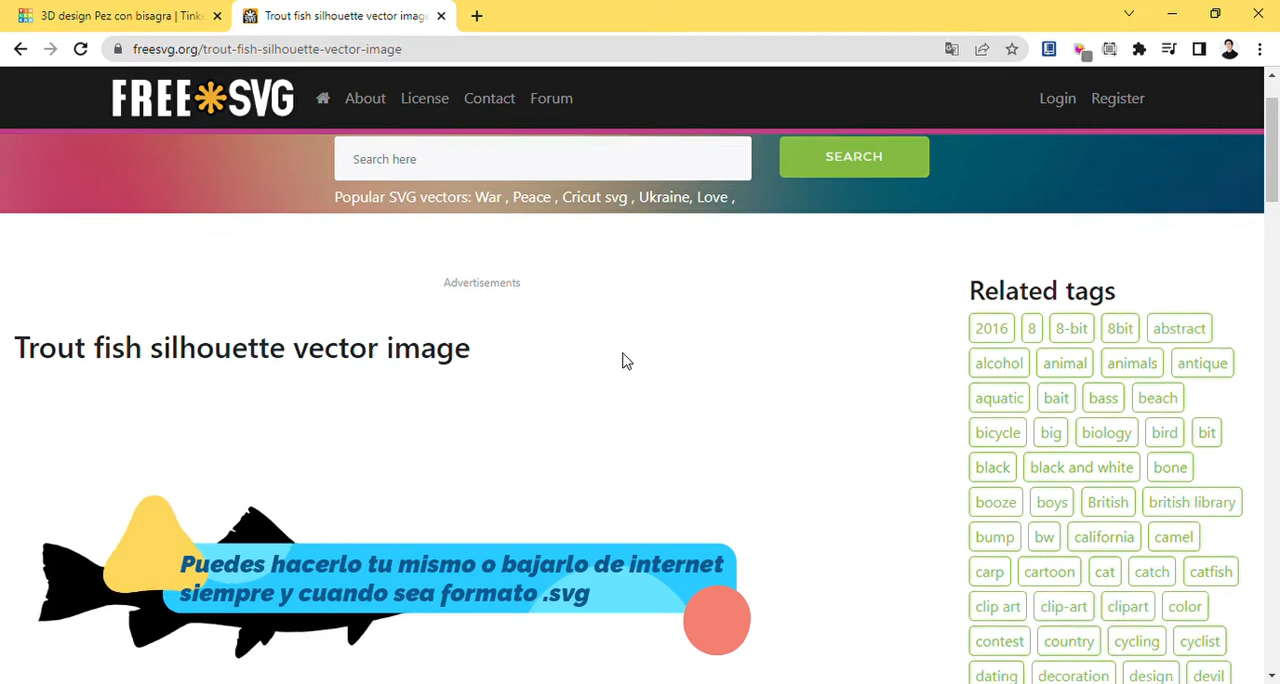 3D design Pez con bisagra | Tink
Trout fish silhouette vector image
freesvg.org/trout-fish-silhouette-vector-image
FREE SVG
About
License
Contact
Forum
Login
Register
Search here
SEARCH
Popular SVG vectors: War , Peace , Cricut svg , Ukraine, Love ,
Advertisements
Trout fish silhouette vector image
Puedes hacerlo tu mismo o bajarlo de internet
siempre y cuando sea formato .svg
Related tags
2016 8 8-bit 8bit abstract
alcohol animal animals antique
aquatic bait bass beach
bicycle big biology bird bit
black black and white bone
booze boys British british library
bump bw california camel
carp cartoon cat catch catfish
clip art clip-art clipart color
contest country cycling cyclist
dating decoration design devil